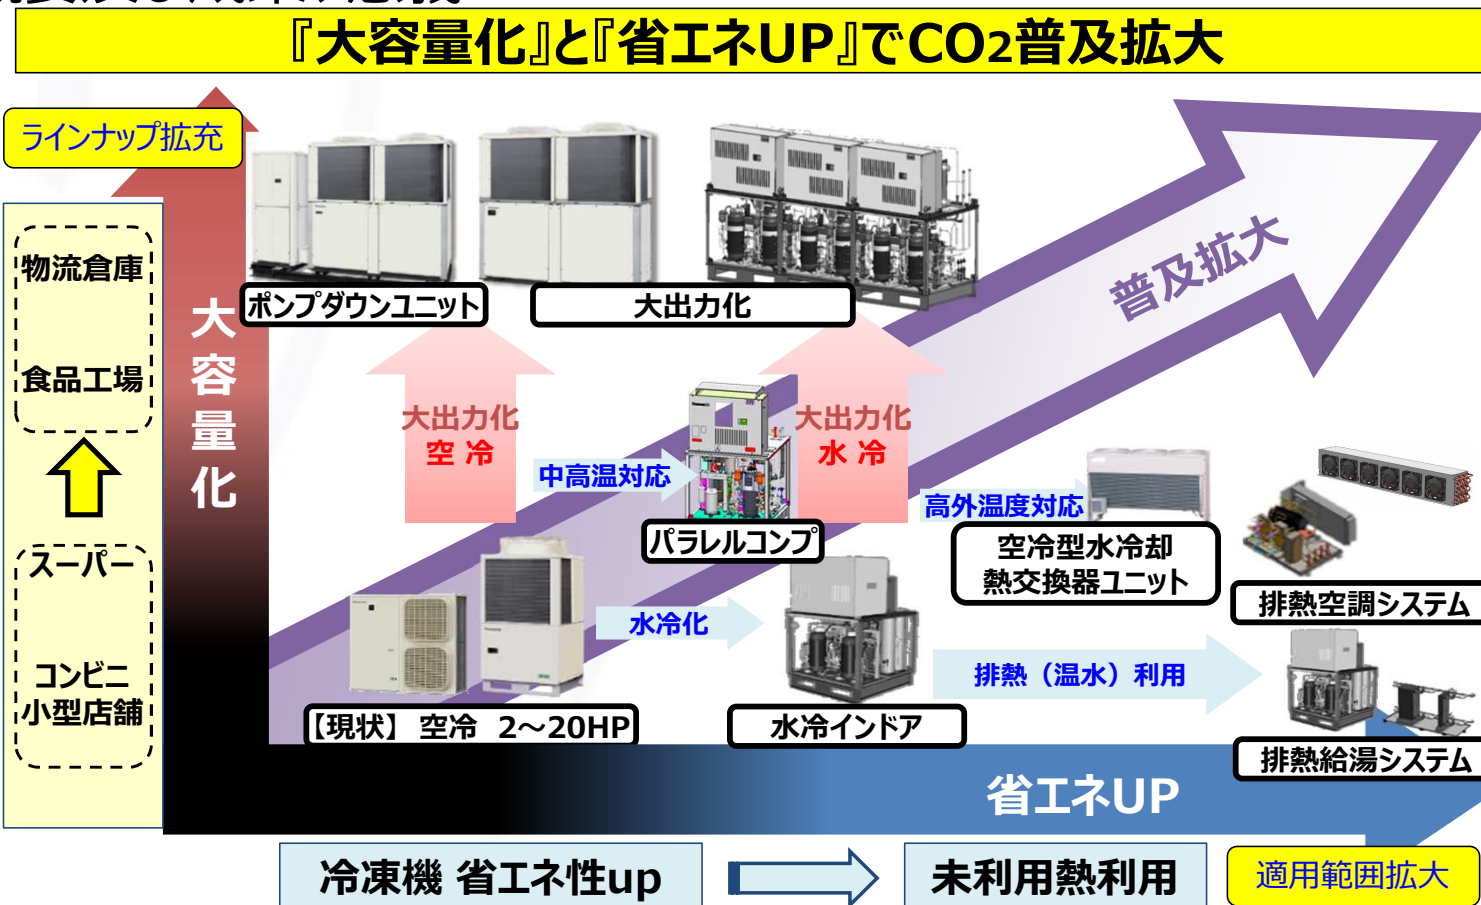 『大容量化』と『省エネUP』でCO2普及拡大
ラインナップ拡充
物流倉庫
食品工場
スーパー
コンビニ
小型店舗
大容量化
ポンプダウンユニット
大出力化
普及拡大
大出力化
空 冷
中高温対応
パラレルコンプ
大出力化
水 冷
高外温度対応
空冷型水冷却
熱交換器ユニット
排熱空調システム
水冷化
排熱（温水）利用
【現状】 空冷 2～20HP
水冷インドア
排熱給湯システム
省エネUP
冷凍機 省エネ性up
未利用熱利用
適用範囲拡大